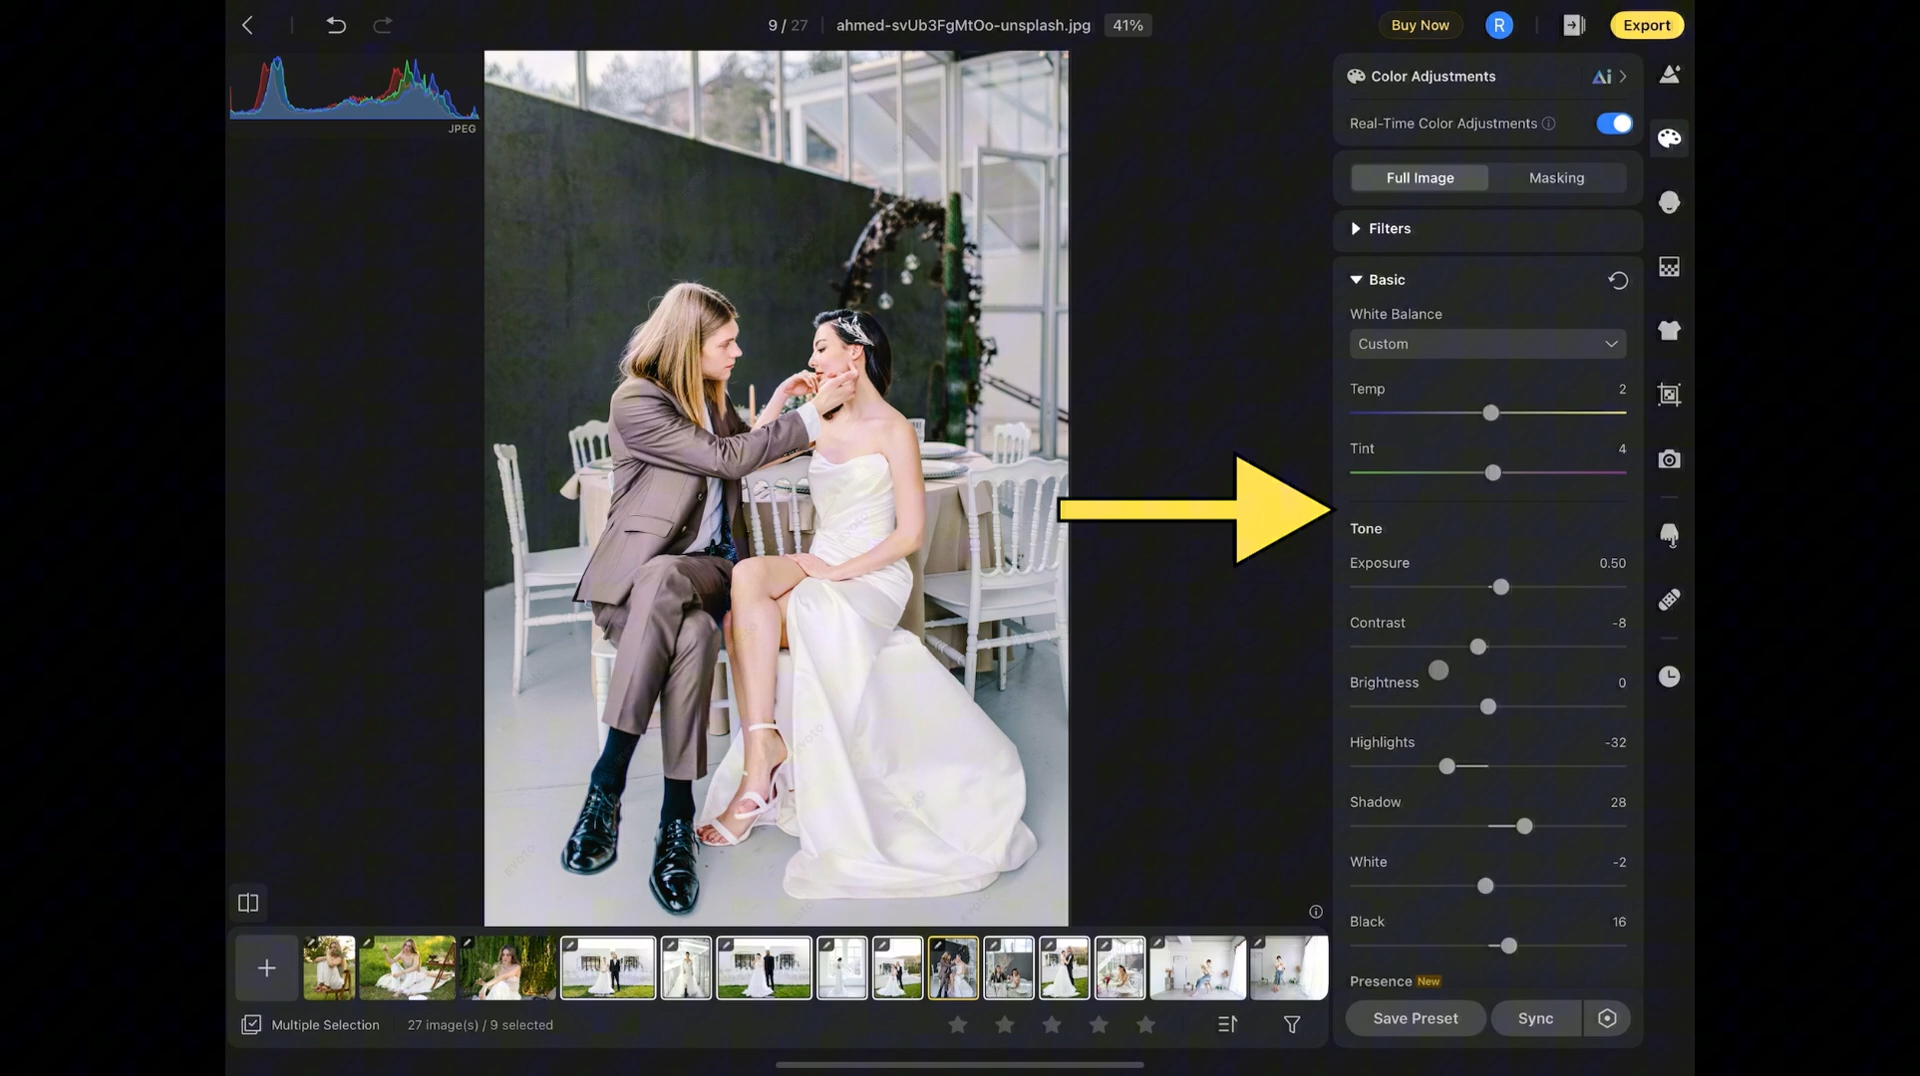 9 / 27 ahmed-svUb3FgMtOo-unsplash.jpg 41% Buy Now R Export
JPEG
Color Adjustments Ai
Real-Time Color Adjustments
Full Image Masking
Filters
Basic
White Balance
Custom
Temp 2
Tint 4
Tone
Exposure 0.50
Contrast -8
Brightness 0
Highlights -32
Shadow 28
White -2
Black 16
Presence New
Save Preset Sync
Multiple Selection 27 image(s) / 9 selected
evoto
evoto
evoto